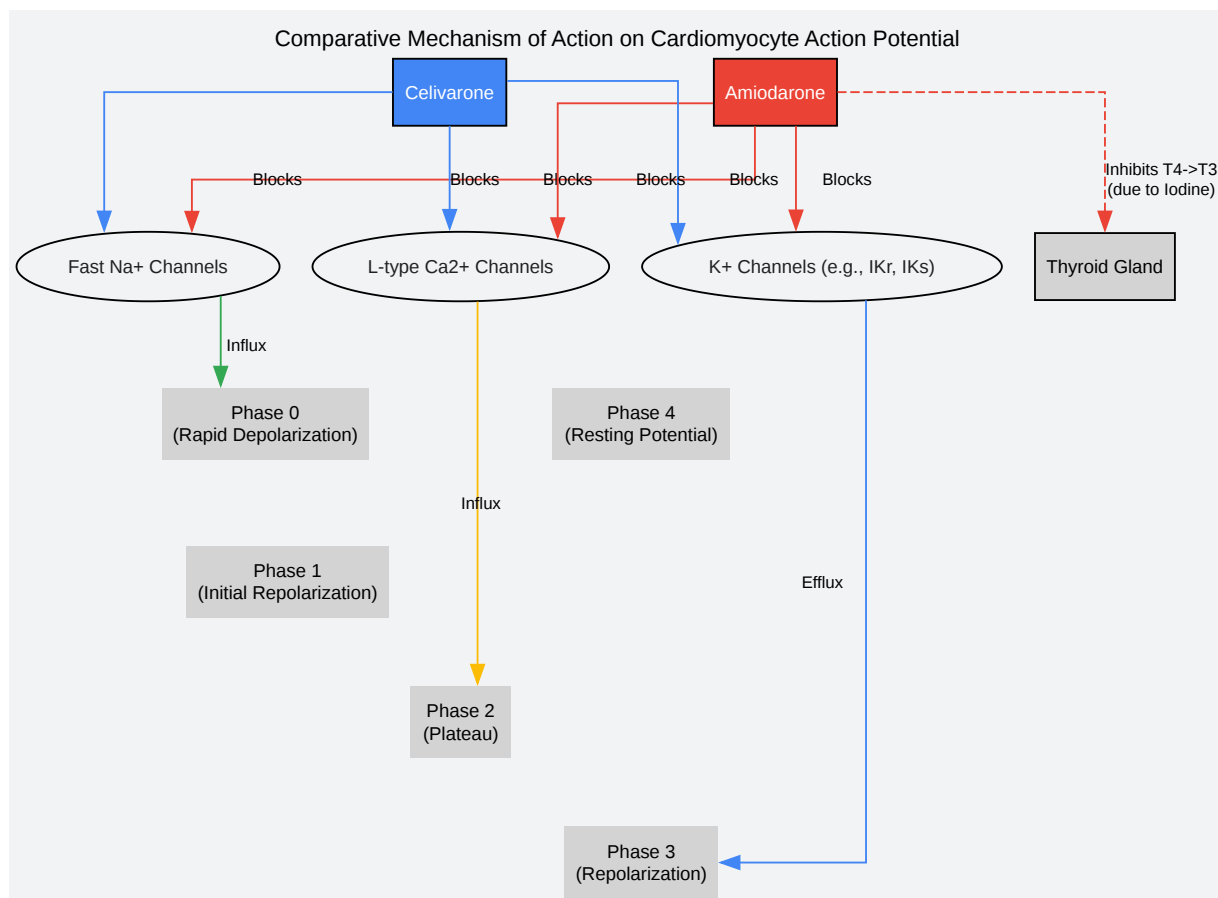 Comparative Mechanism of Action on Cardiomyocyte Action Potential
Celivarone
Amiodarone
Blocks
Blocks
Blocks
Blocks
Blocks
Blocks
Inhibits T4->T3
(due to Iodine)
Fast Na+ Channels
L-type Ca2+ Channels
K+ Channels (e.g., IKr, IKs)
Thyroid Gland
Influx
Phase 0
(Rapid Depolarization)
Phase 4
(Resting Potential)
Influx
Phase 1
(Initial Repolarization)
Efflux
Phase 2
(Plateau)
Phase 3
(Repolarization)